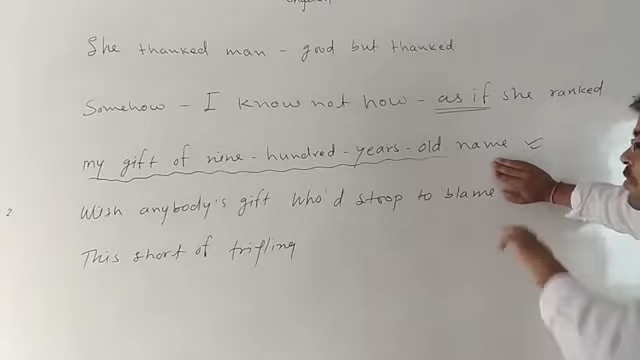 She thanked man - good but thanked
Somehow - I know not how - as if she ranked
my gift of nine - hundred - years - old name
With anybody's gift Who'd stoop to blame
This short of trifling
2